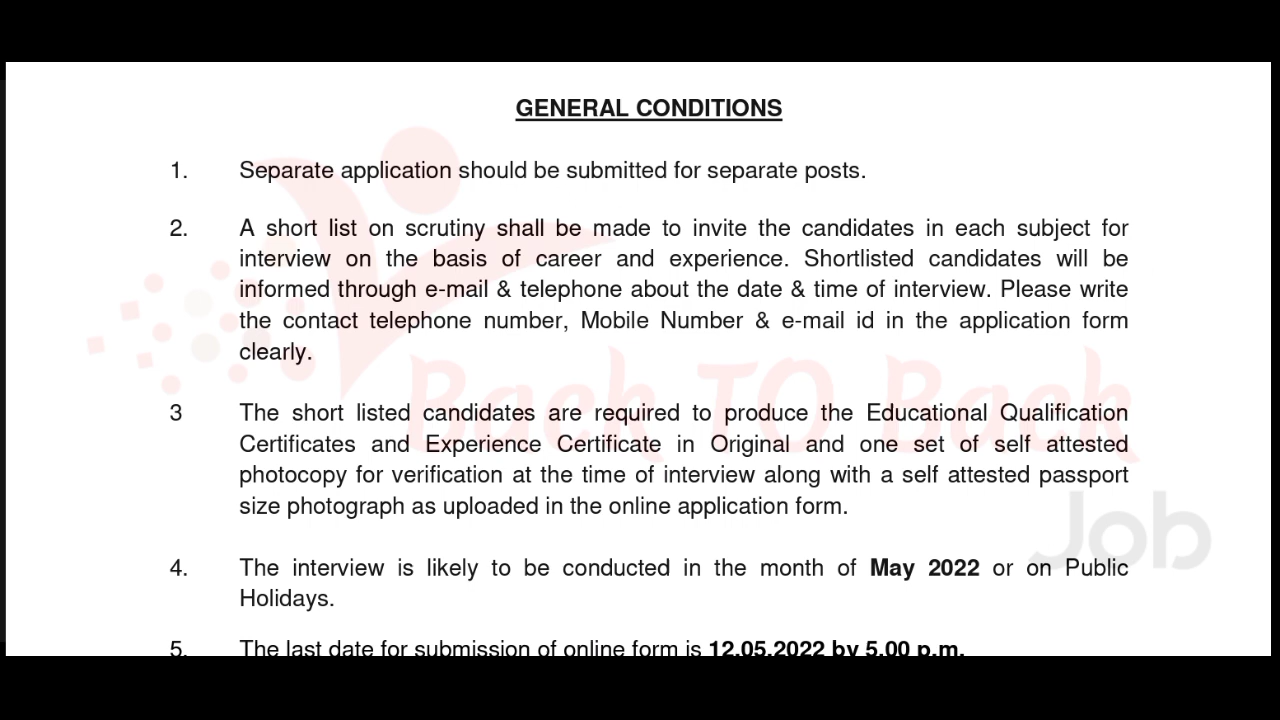 GENERAL CONDITIONS
1. Separate application should be submitted for separate posts.
2. A short list on scrutiny shall be made to invite the candidates in each subject for
interview on the basis of career and experience. Shortlisted candidates will be
informed through e-mail & telephone about the date & time of interview. Please write
the contact telephone number, Mobile Number & e-mail id in the application form
clearly.
3 The short listed candidates are required to produce the Educational Qualification
Certificates and Experience Certificate in Original and one set of self attested
photocopy for verification at the time of interview along with a self attested passport
size photograph as uploaded in the online application form.
4. The interview is likely to be conducted in the month of May 2022 or on Public
Holidays.
5. The last date for submission of online form is 12.05.2022 by 5.00 p.m.
Back TO Back
Job